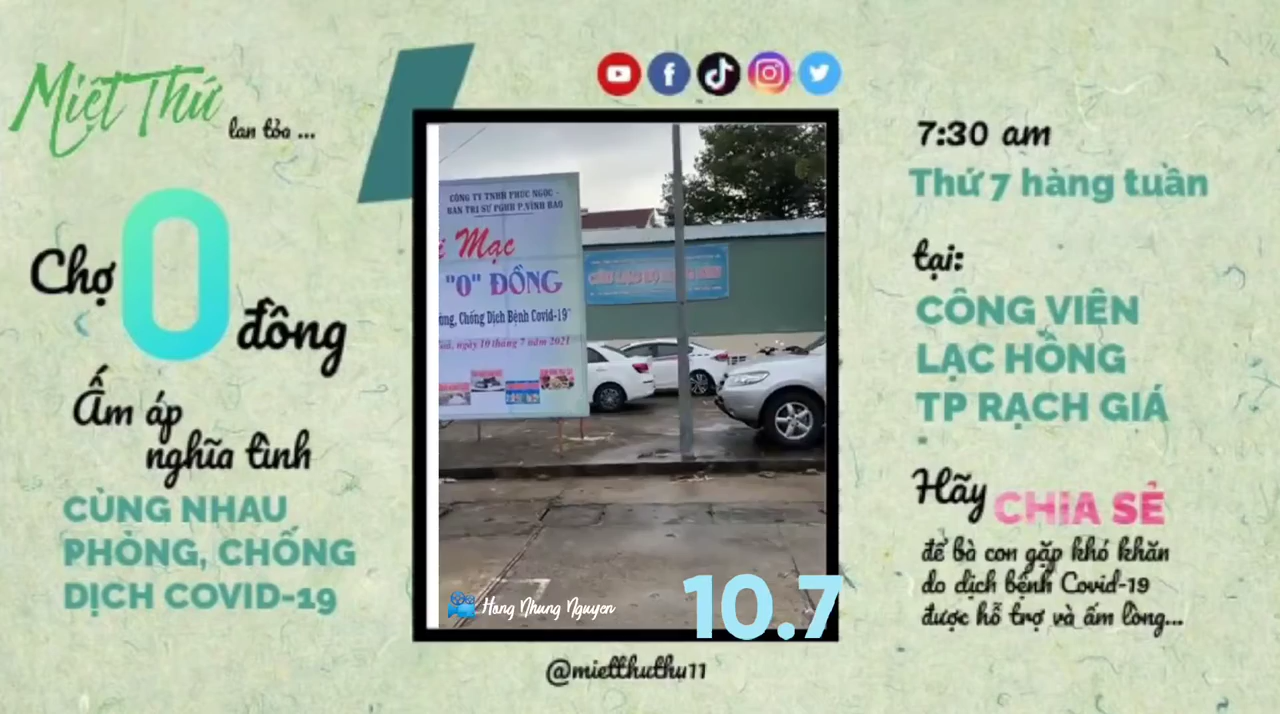 Miệt Thứ
lan tỏa ...
Chợ
0
đồng
Ấm áp
nghĩa tình
CÙNG NHAU
PHÒNG, CHỐNG
DỊCH COVID-19
CÔNG TY TNHH PHÚC NGỌC -
BAN TRỊ SỰ PGHH P.VĨNH BẢO
Mạc
"0" ĐỒNG
Chống Dịch Bệnh Covid-19"
ngày 10 tháng 7 năm 2021
Hong Nhung Nguyen
10.7
@mietthuthu11
7:30 am
Thứ 7 hàng tuần
tại:
CÔNG VIÊN
LẠC HỒNG
TP RẠCH GIÁ
Hãy CHIA SẺ
để bà con gặp khó khăn
do dịch bệnh Covid-19
được hỗ trợ và ấm lòng...